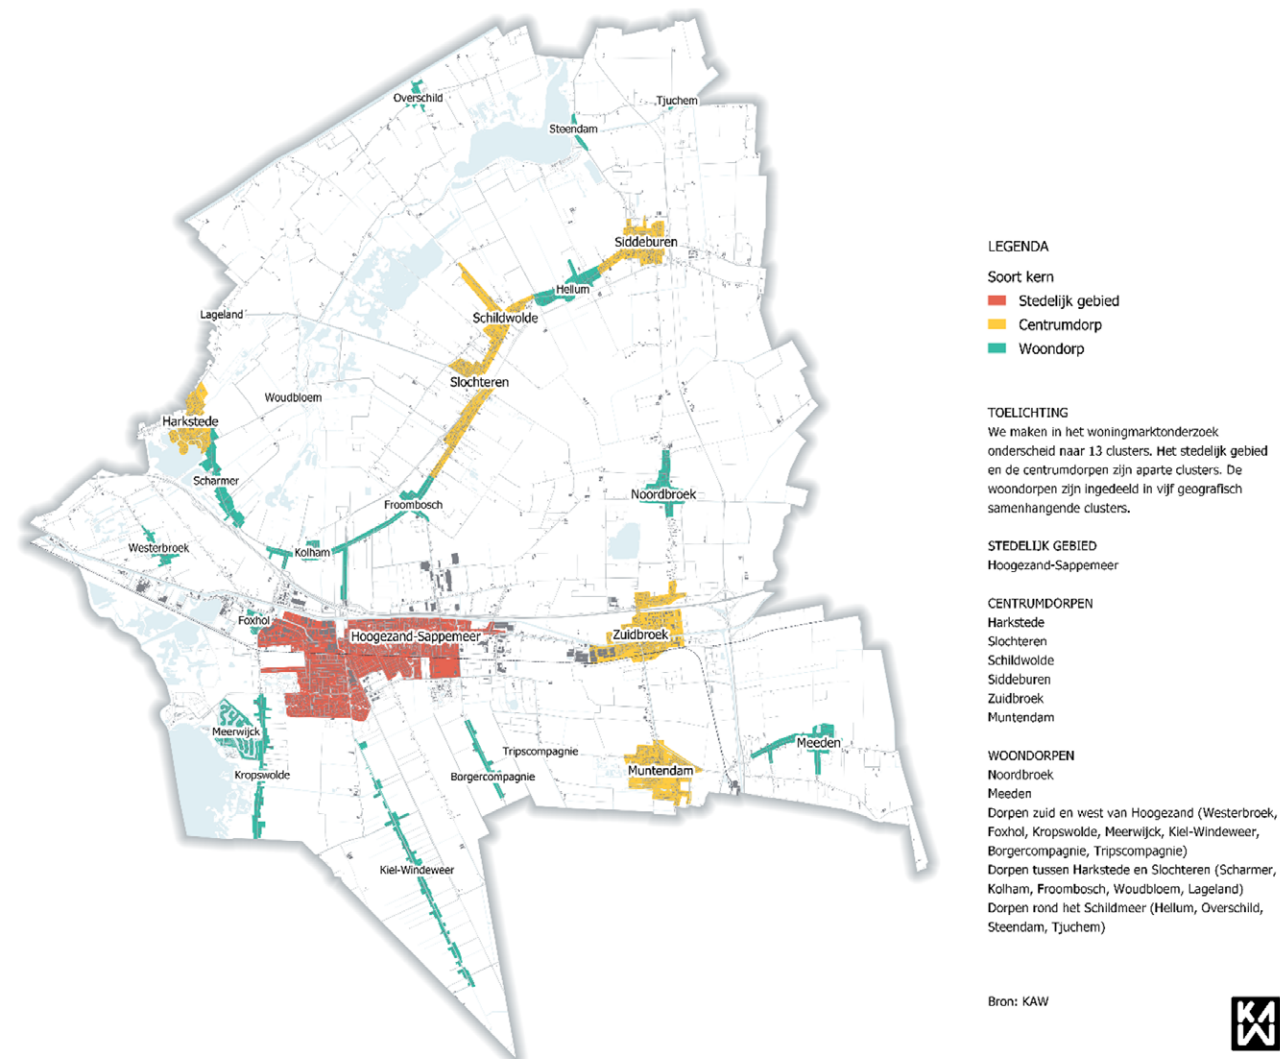 Overschild
Tjuchem
Steendam
Siddeburen
Hellum
Lageland
Schildwolde
Slochteren
Woudbloem
Harkstede
Scharmer
Noordbroek
Froombosch
Westerbroek
Kolham
Foxhol
Hoogezand-Sappemeer
Zuidbroek
Meerwijck
Meeden
Tripscompagnie
Kropswolde
Borgercompagnie
Muntendam
Kiel-Windeweer
LEGENDA
Soort kern
Stedelijk gebied
Centrumdorp
Woondorp
TOELICHTING
We maken in het woningmarktonderzoek
onderscheid naar 13 clusters. Het stedelijk gebied
en de centrumdorpen zijn aparte clusters. De
woondorpen zijn ingedeeld in vijf geografisch
samenhangende clusters.
STEDELIJK GEBIED
Hoogezand-Sappemeer
CENTRUMDORPEN
Harkstede
Slochteren
Schildwolde
Siddeburen
Zuidbroek
Muntendam
WOONDORPEN
Noordbroek
Meeden
Dorpen zuid en west van Hoogezand (Westerbroek,
Foxhol, Kropswolde, Meerwijck, Kiel-Windeweer,
Borgercompagnie, Tripscompagnie)
Dorpen tussen Harkstede en Slochteren (Scharmer,
Kolham, Froombosch, Woudbloem, Lageland)
Dorpen rond het Schildmeer (Hellum, Overschild,
Steendam, Tjuchem)
Bron: KAW
KAW